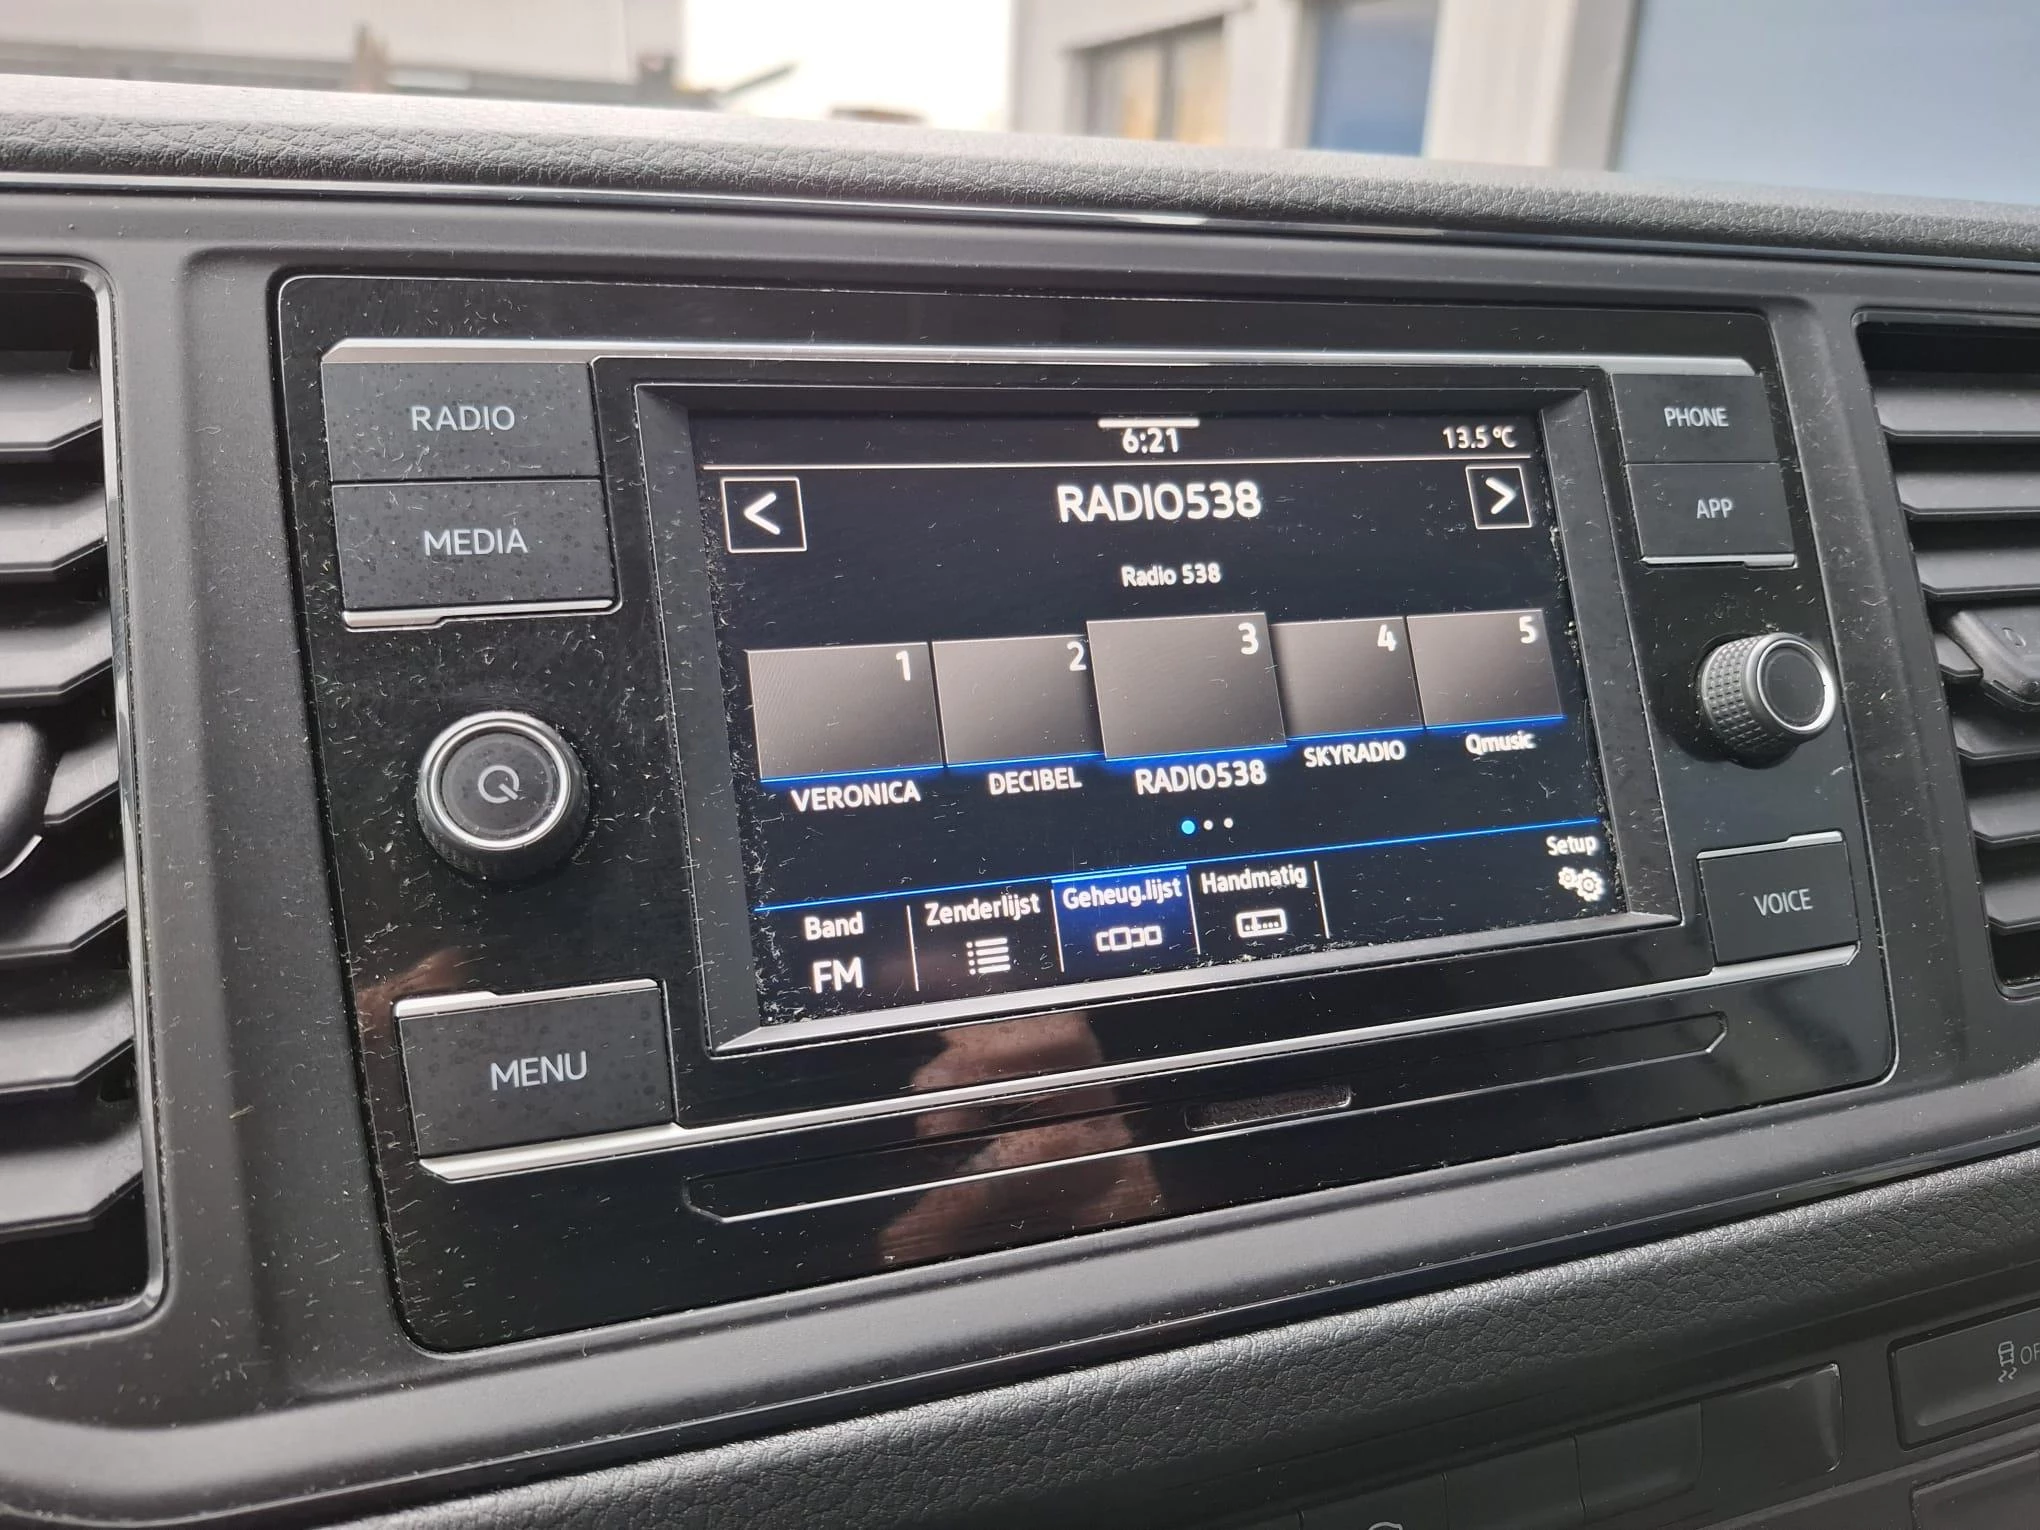 RADIO
MEDIA
MENU
6:21
13.5°C
<
RADIO538
>
Radio 538
1
2
3
4
5
VERONICA
DECIBEL
RADIO538
SKYRADIO
Qmusic
Band
FM
Zenderlijst
Geheug.lijst
Handmatig
Setup
PHONE
APP
VOICE